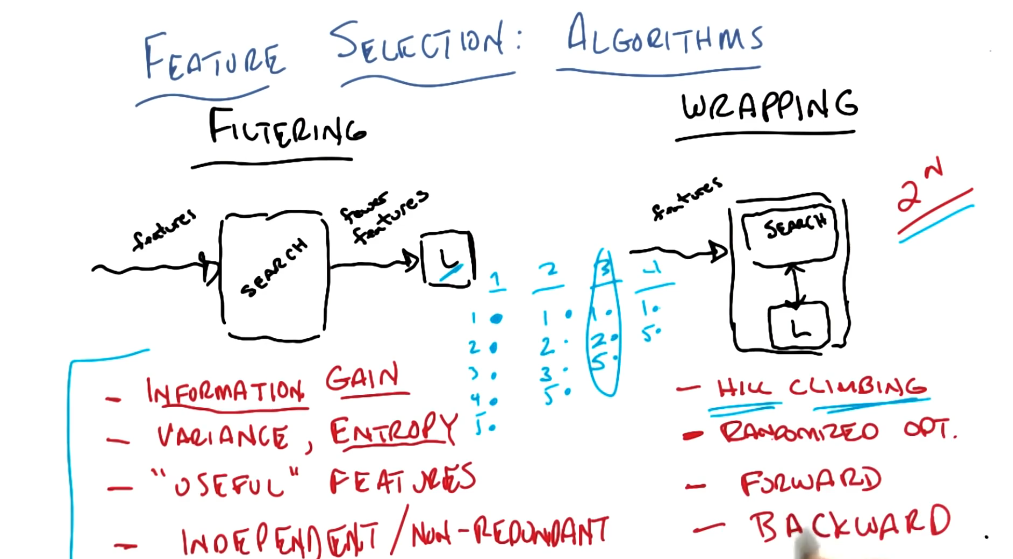 FEATURE SELECTION: ALGORITHMS
FILTERING
features
SEARCH
fewer
features
L
- INFORMATION GAIN
- VARIANCE, ENTROPY
- "USEFUL" FEATURES
- INDEPENDENT/NON-REDUNDANT
1 2 3 4
1 1 1 1
2 2 2 5
3 3 5
4 5
5
WRAPPING
features
SEARCH
L
2^N
- HILL CLIMBING
- RANDOMIZED OPT.
- FORWARD
- BACKWARD